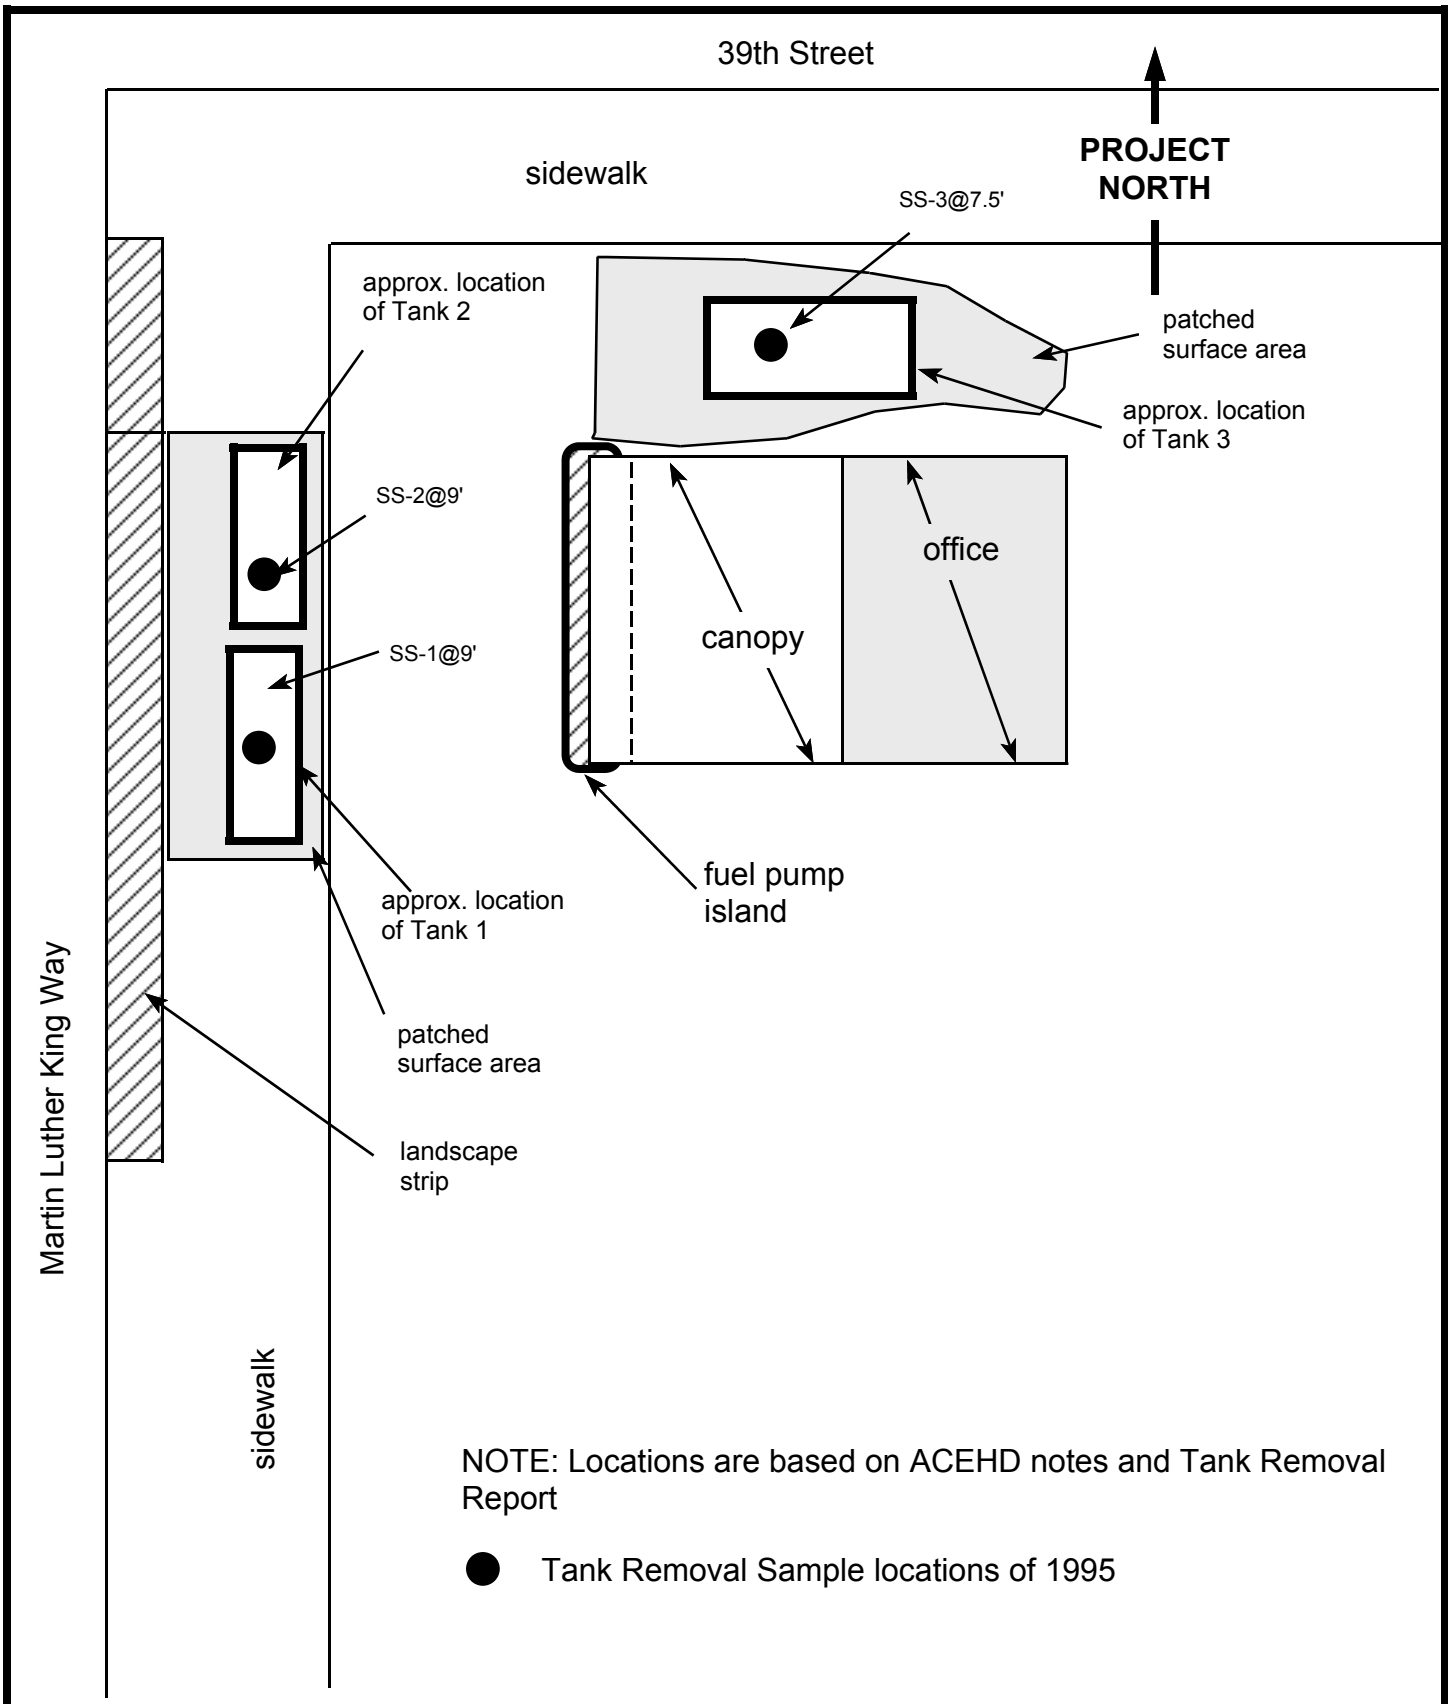 39th Street
PROJECT
NORTH
sidewalk
SS-3@7.5'
approx. location
of Tank 2
patched
surface area
approx. location
of Tank 3
SS-2@9'
office
canopy
SS-1@9'
fuel pump
island
approx. location
of Tank 1
Martin Luther King Way
patched
surface area
landscape
strip
sidewalk
NOTE: Locations are based on ACEHD notes and Tank Removal
Report
Tank Removal Sample locations of 1995